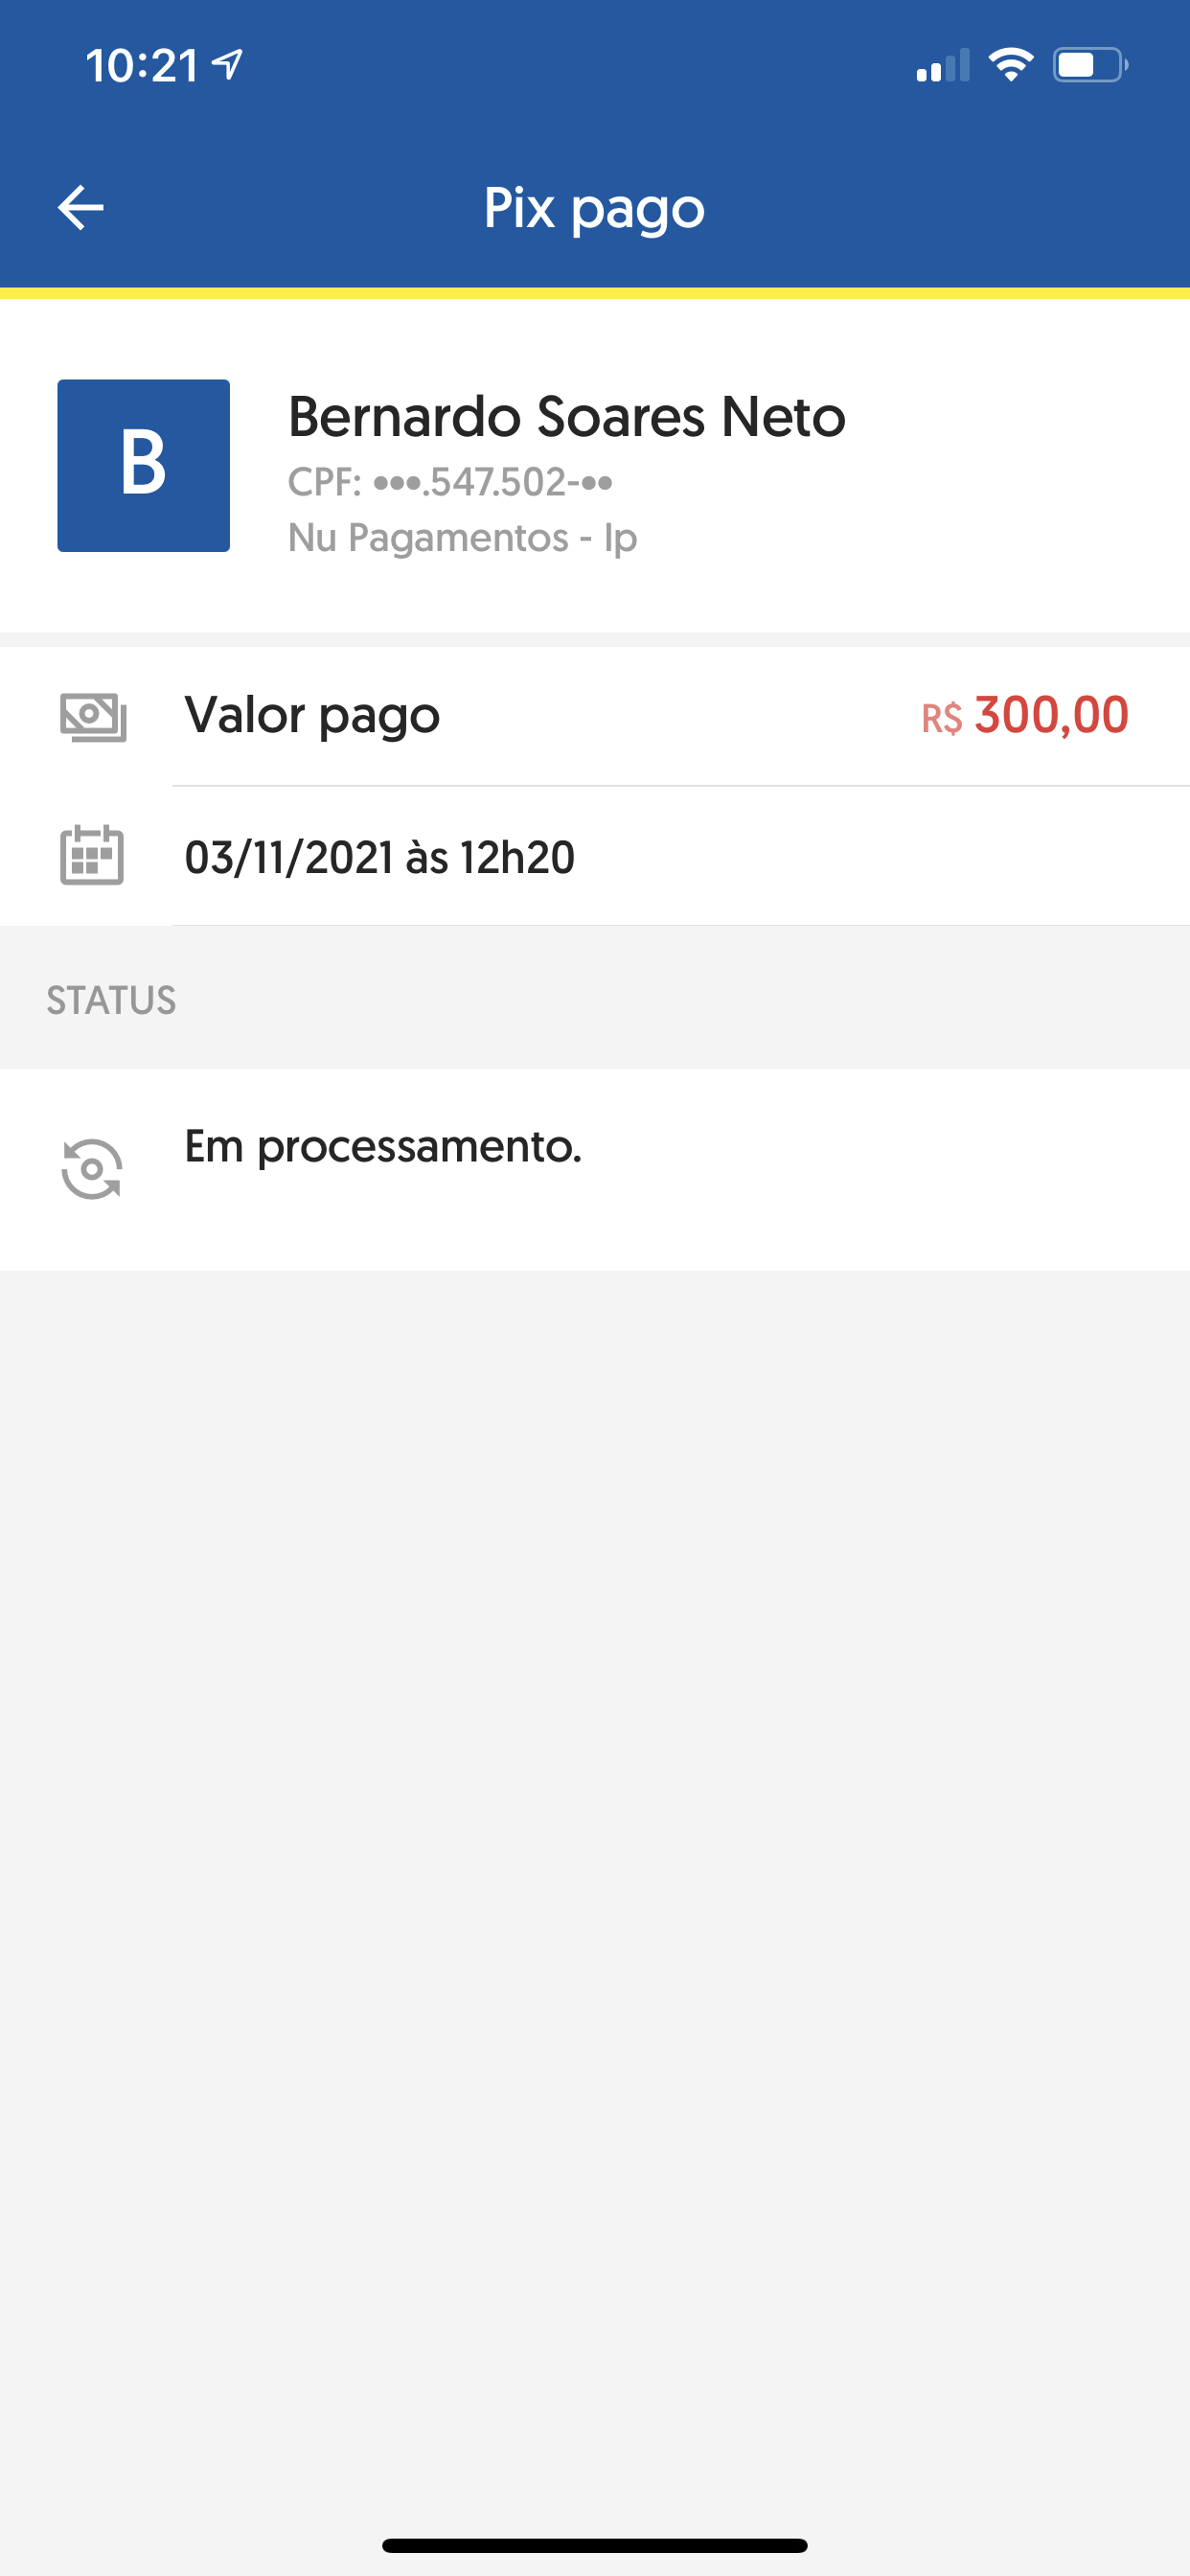 10:21
Pix pago
B
Bernardo Soares Neto
CPF: •••.547.502-••
Nu Pagamentos - Ip
Valor pago
R$ 300,00
03/11/2021 às 12h20
STATUS
Em processamento.